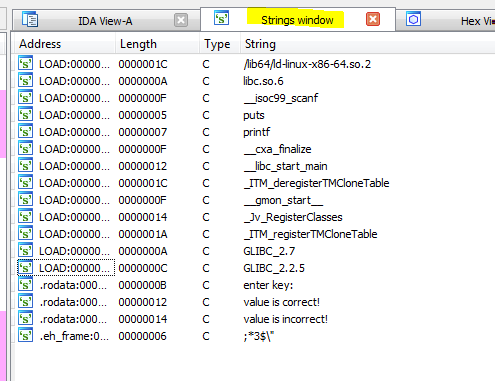 IDA View-A Strings window Hex Vi
Address Length Type String
LOAD:00000... 0000001C C /lib64/ld-linux-x86-64.so.2
LOAD:00000... 0000000A C libc.so.6
LOAD:00000... 0000000F C __isoc99_scanf
LOAD:00000... 00000005 C puts
LOAD:00000... 00000007 C printf
LOAD:00000... 0000000F C __cxa_finalize
LOAD:00000... 00000012 C __libc_start_main
LOAD:00000... 0000001C C _ITM_deregisterTMCloneTable
LOAD:00000... 0000000F C __gmon_start__
LOAD:00000... 00000014 C _Jv_RegisterClasses
LOAD:00000... 0000001A C _ITM_registerTMCloneTable
LOAD:00000... 0000000A C GLIBC_2.7
LOAD:00000... 0000000C C GLIBC_2.2.5
.rodata:000... 0000000B C enter key:
.rodata:000... 00000012 C value is correct!
.rodata:000... 00000014 C value is incorrect!
.eh_frame:0... 00000006 C ;*3$\"